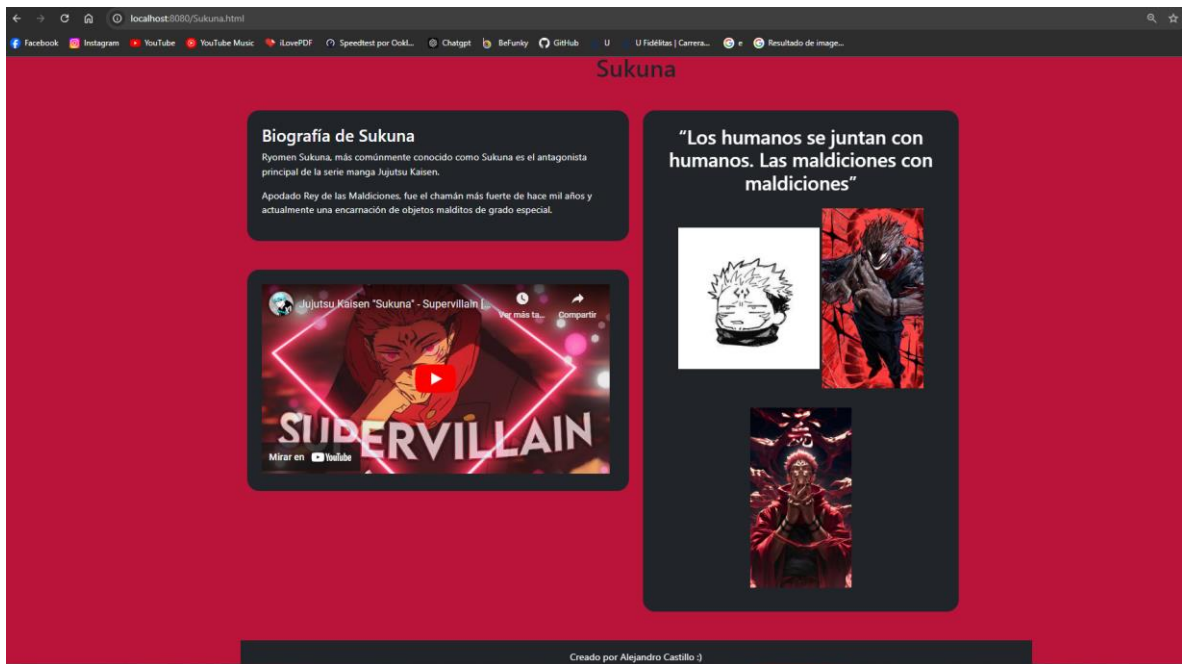 localhost:8080/Sukuna.html
Facebook Instagram YouTube YouTube Music iLovePDF Speedtest por Ookl... Chatgpt BeFunky GitHub U U Fidélitas | Carrera... e Resultado de image...
Sukuna
Biografía de Sukuna
Ryomen Sukuna, más comúnmente conocido como Sukuna es el antagonista
principal de la serie manga Jujutsu Kaisen.
Apodado Rey de las Maldiciones, fue el chamán más fuerte de hace mil años y
actualmente una encarnación de objetos malditos de grado especial.
Jujutsu Kaisen "Sukuna" - Supervillain [...
Ver más ta... Compartir
SUPERVILLAIN
Mirar en YouTube
“Los humanos se juntan con
humanos. Las maldiciones con
maldiciones”
Creado por Alejandro Castillo :)